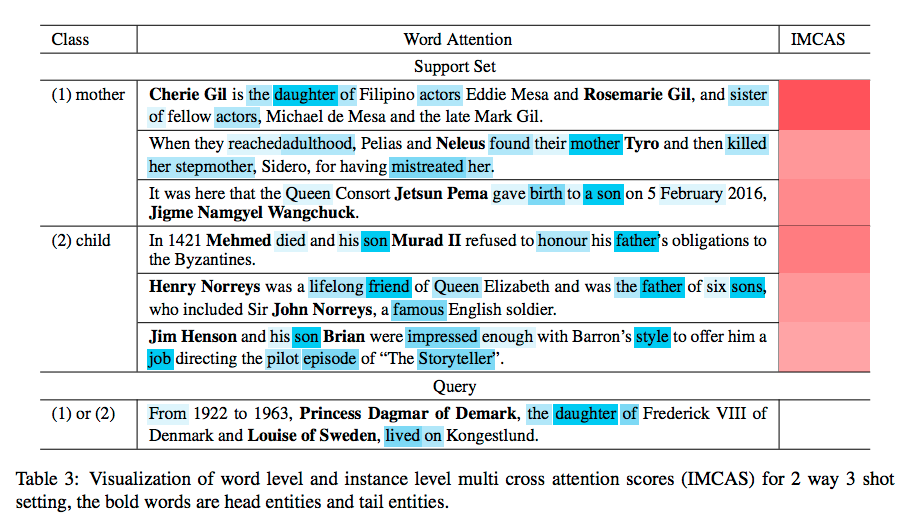 Class Word Attention IMCAS
Support Set
(1) mother Cherie Gil is the daughter of Filipino actors Eddie Mesa and Rosemarie Gil, and sister
of fellow actors, Michael de Mesa and the late Mark Gil.
When they reachedadulthood, Pelias and Neleus found their mother Tyro and then killed
her stepmother, Sidero, for having mistreated her.
It was here that the Queen Consort Jetsun Pema gave birth to a son on 5 February 2016,
Jigme Namgyel Wangchuck.
(2) child In 1421 Mehmed died and his son Murad II refused to honour his father's obligations to
the Byzantines.
Henry Norreys was a lifelong friend of Queen Elizabeth and was the father of six sons,
who included Sir John Norreys, a famous English soldier.
Jim Henson and his son Brian were impressed enough with Barron's style to offer him a
job directing the pilot episode of “The Storyteller”.
Query
(1) or (2) From 1922 to 1963, Princess Dagmar of Demark, the daughter of Frederick VIII of
Denmark and Louise of Sweden, lived on Kongestlund.
Table 3: Visualization of word level and instance level multi cross attention scores (IMCAS) for 2 way 3 shot
setting, the bold words are head entities and tail entities.